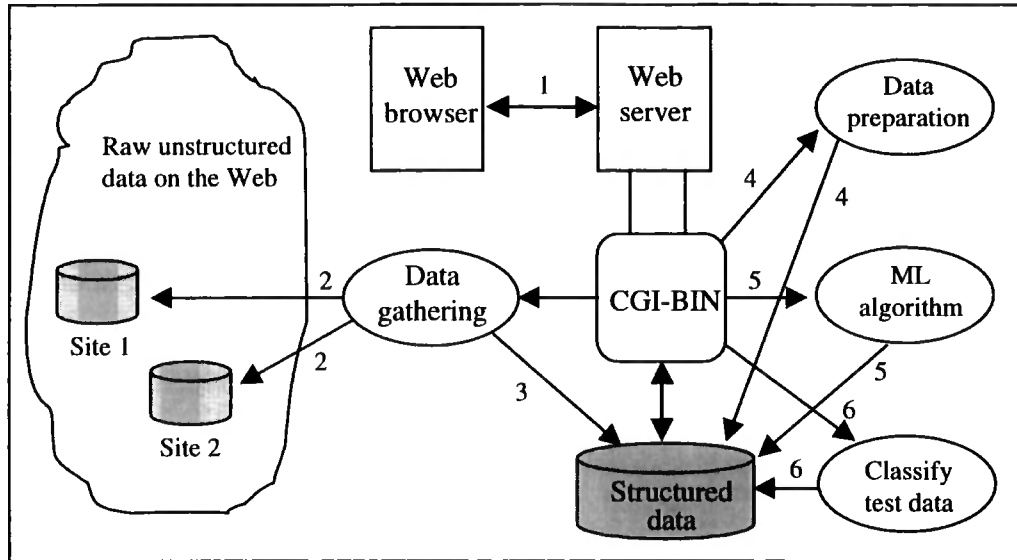 Web
browser
1
Web
server
Data
preparation
Raw unstructured
data on the Web
4
4
Site 1
Site 2
2
2
Data
gathering
CGI-BIN
5
ML
algorithm
5
3
6
6
Structured
data
Classify
test data